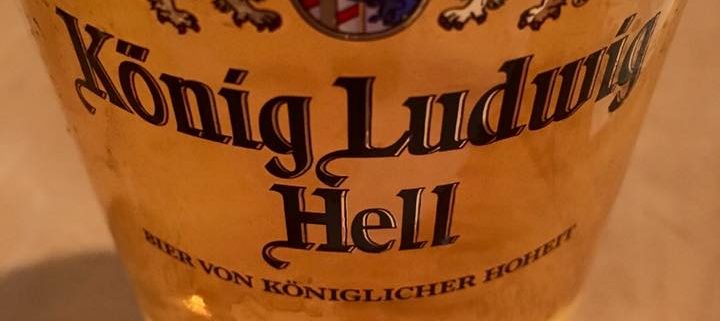 König Ludwig
Hell
BIER VON KÖNIGLICHER HOHEIT